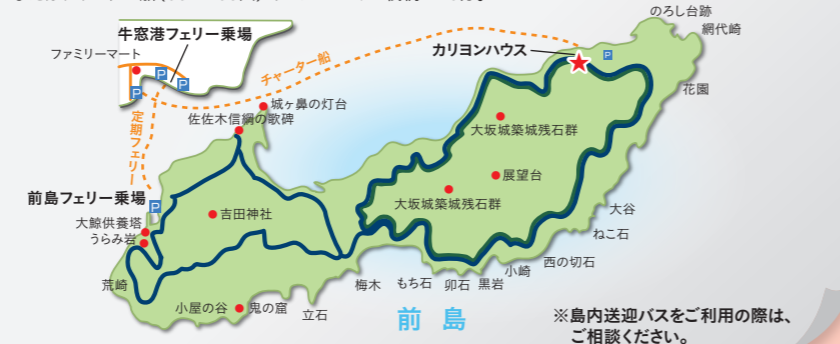 のろし台跡
網代崎
牛窓港フェリー乗場
カリヨンハウス
ファミリーマート
P
P
P
P
チャーター船
花園
城ヶ鼻の灯台
佐佐木信綱の歌碑
大坂城築城残石群
定期フェリー
展望台
前島フェリー乗場
大坂城築城残石群
P
吉田神社
大谷
大鯨供養塔
うらみ岩
ねこ石
西の切石
小崎
荒崎
梅木
もち石
卯石
黒岩
小屋の谷
鬼の窟
立石
前島
※島内送迎バスをご利用の際は、
ご相談ください。